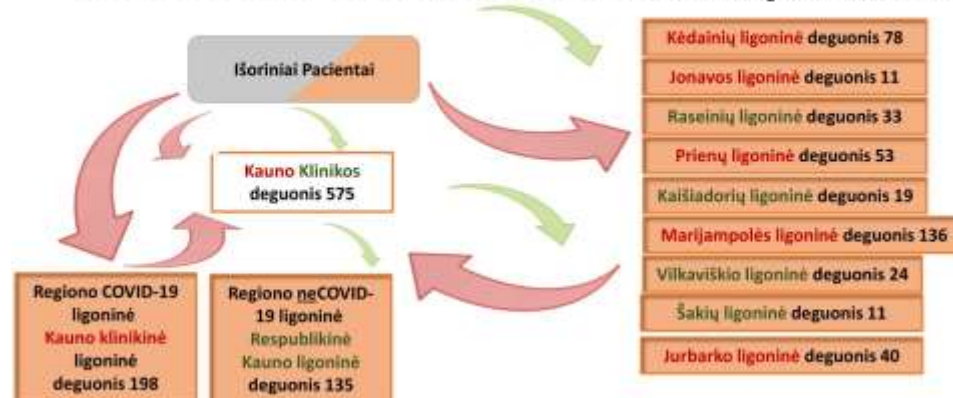 Išoriniai Pacientai
Kauno Klinikos
deguonis 575
Regiono COVID-19
ligoninė
Kauno klinikinė
ligoninė
deguonis 198
Regiono neCOVID-
19 ligoninė
Respublikinė
Kauno ligoninė
deguonis 135
Kėdainių ligoninė deguonis 78
Jonavos ligoninė deguonis 11
Raseinių ligoninė deguonis 33
Prienų ligoninė deguonis 53
Kaišiadorių ligoninė deguonis 19
Marijampolės ligoninė deguonis 136
Vilkaviškio ligoninė deguonis 24
Šakių ligoninė deguonis 11
Jurbarko ligoninė deguonis 40